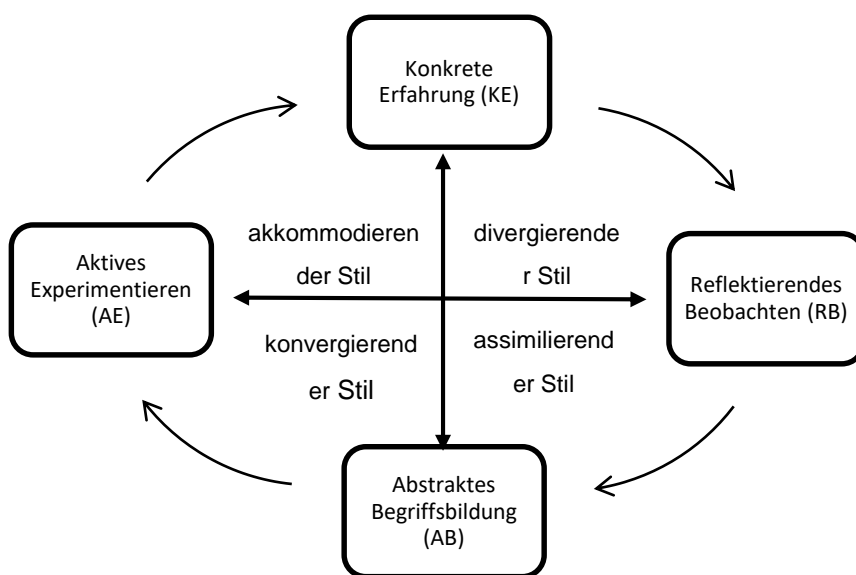 Konkrete
Erfahrung (KE)
akkommodieren
der Stil
divergierende
r Stil
Aktives
Experimentieren
(AE)
Reflektierendes
Beobachten (RB)
konvergierend
er Stil
assimilierend
er Stil
Abstraktes
Begriffsbildung
(AB)